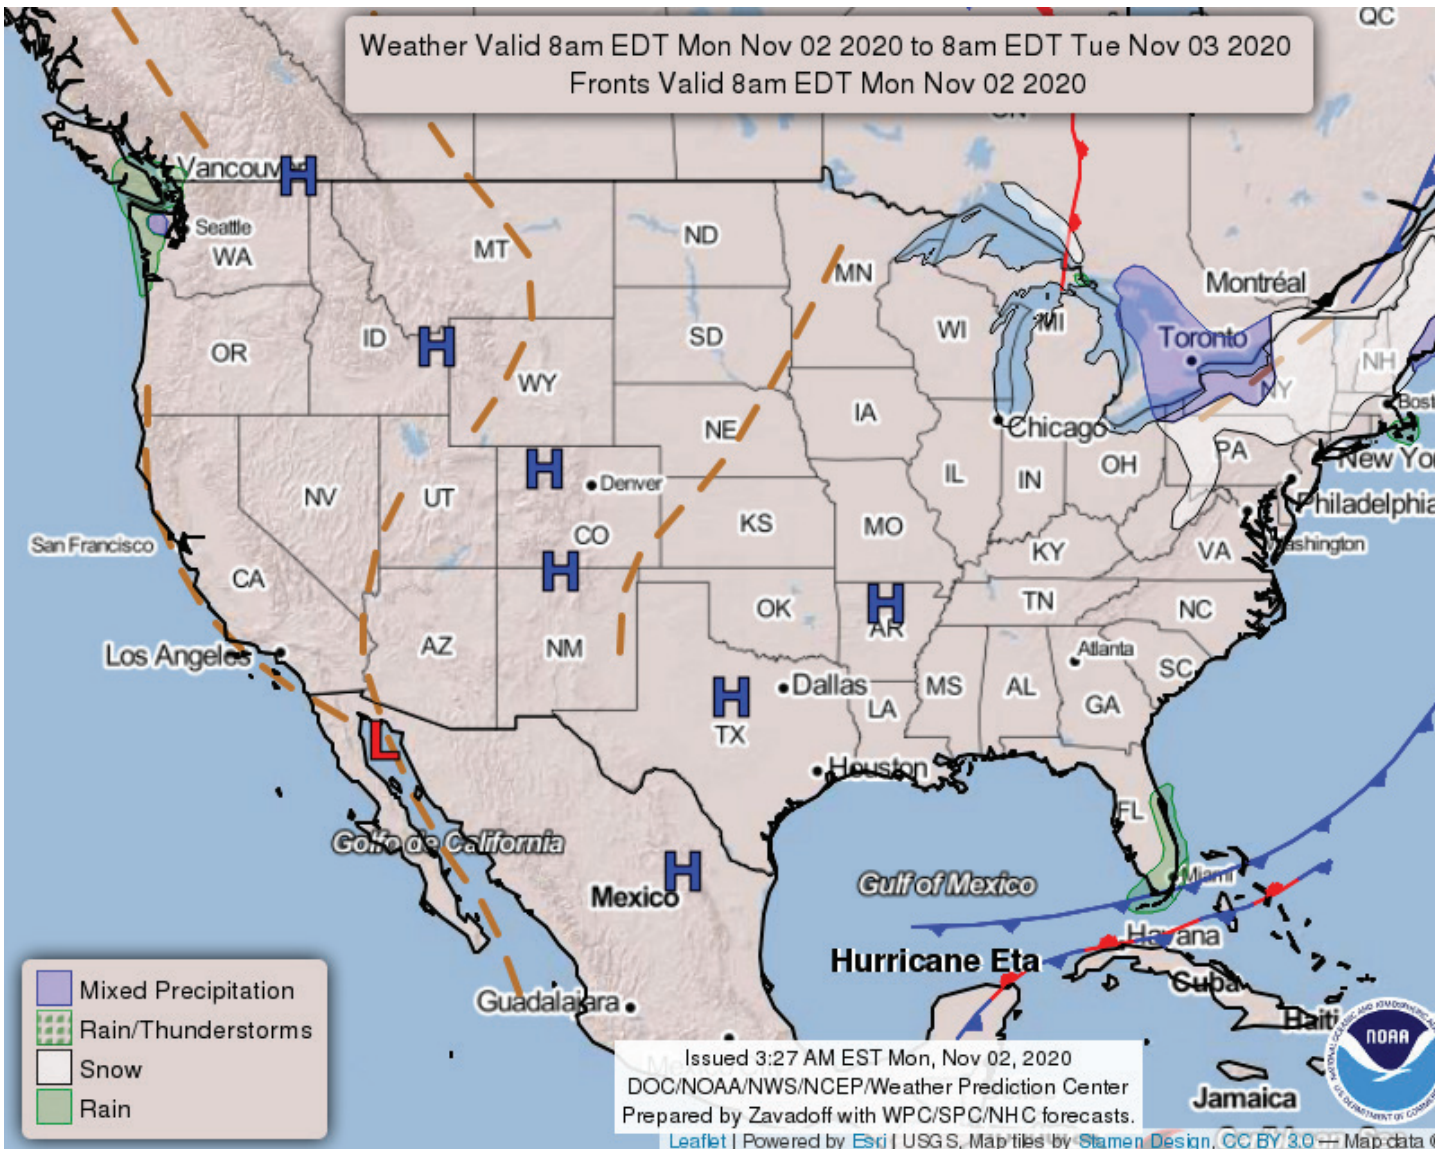 QC
Weather Valid 8am EDT Mon Nov 02 2020 to 8am EDT Tue Nov 03 2020
Fronts Valid 8am EDT Mon Nov 02 2020
Vancouver
H
Seattle
WA
MT
ND
MN
Montréal
OR
ID
H
WY
SD
WI
MI
Toronto
NH
NY
NV
UT
H
Denver
CO
NE
IA
Chicago
IL
IN
OH
PA
Bost
New Yor
Philadelphia
San Francisco
CA
H
KS
MO
KY
VA
Washington
Los Angeles
AZ
NM
OK
H
AR
TN
NC
Atlanta
SC
H
Dallas
TX
LA
MS
AL
GA
L
Houston
FL
Golfo de California
H
Mexico
Gulf of Mexico
Miami
Havana
Hurricane Eta
Cuba
Guadalajara
Haiti
Mexico City
Jamaica
Mixed Precipitation
Rain/Thunderstorms
Snow
Rain
Issued 3:27 AM EST Mon, Nov 02, 2020
DOC/NOAA/NWS/NCEP/Weather Prediction Center
Prepared by Zavadoff with WPC/SPC/NHC forecasts.
NOAA
Leaflet | Powered by Esri | USGS, Map tiles by Stamen Design, CC BY 3.0 — Map data ©